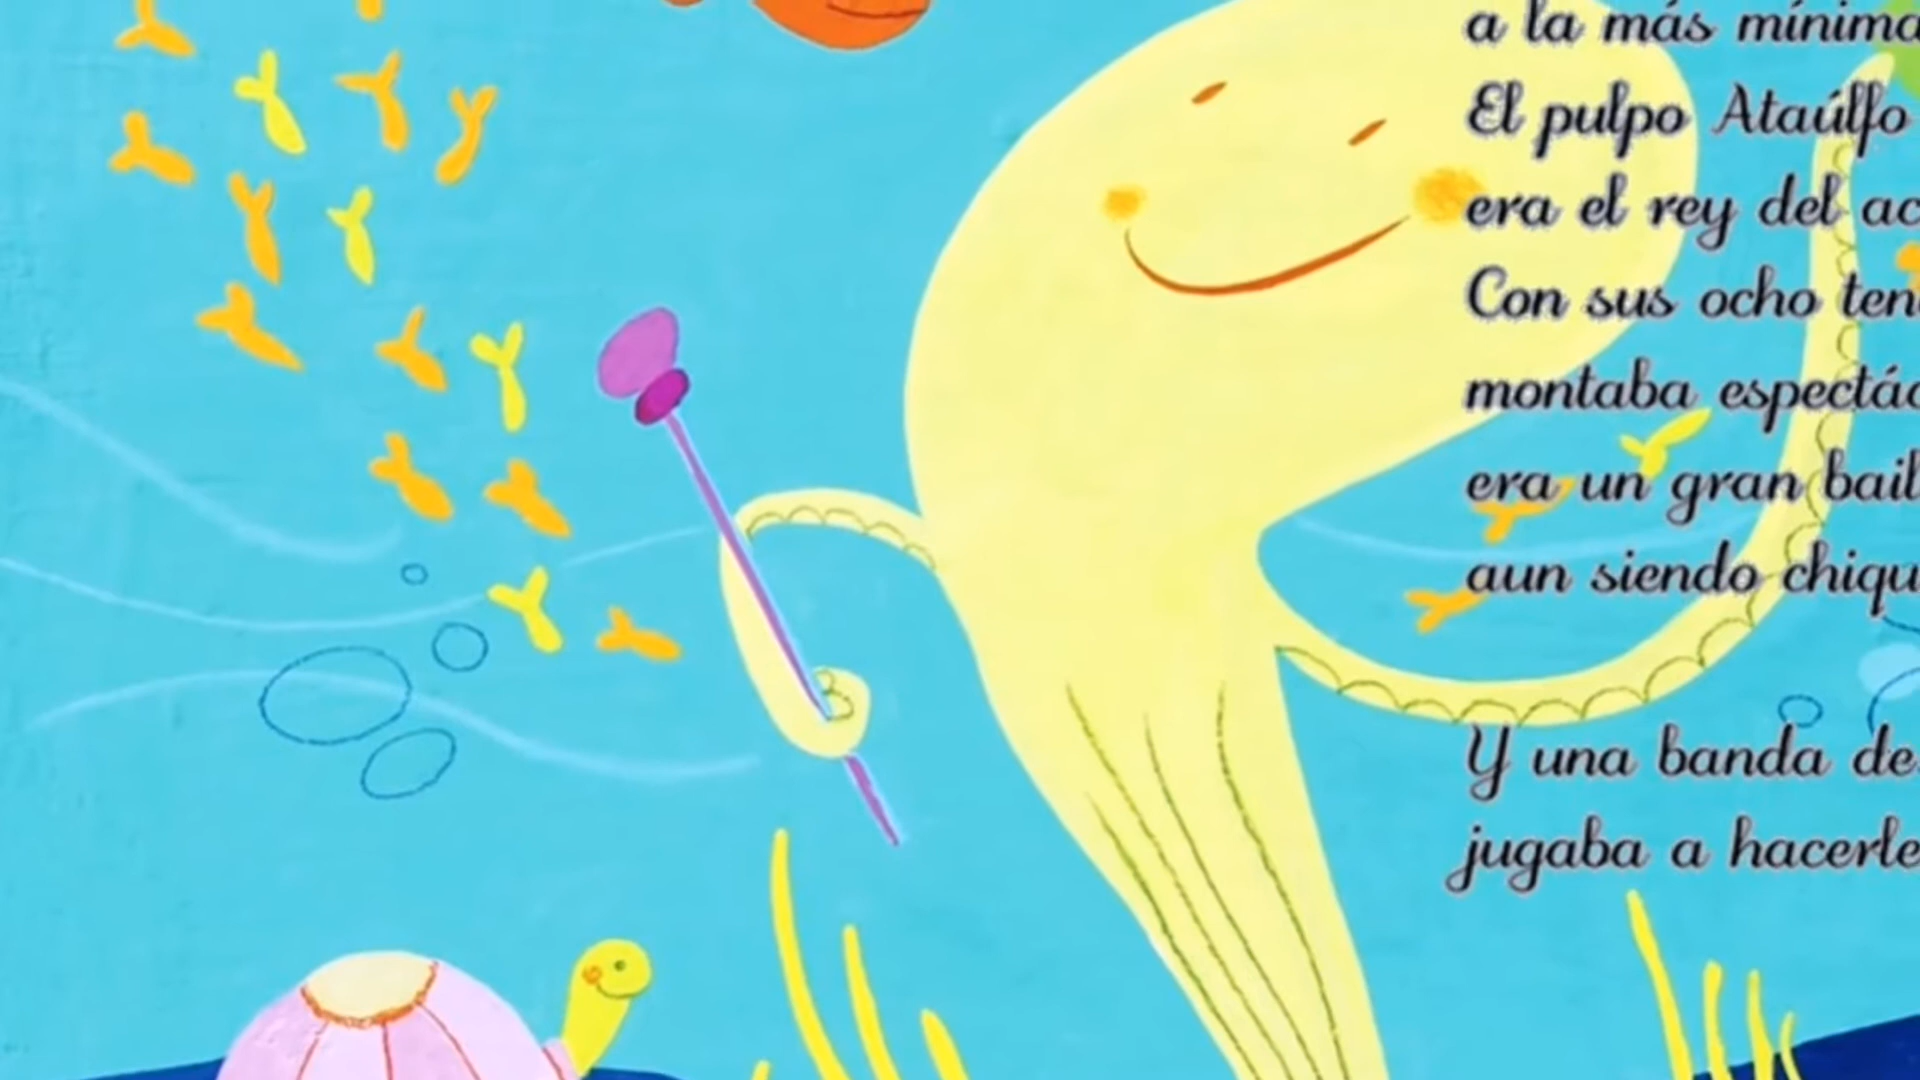 a la más mínima
El pulpo Ataúlfo
era el rey del ac
Con sus ocho ten
montaba espectác
era un gran bail
aun siendo chiqu
Y una banda de
jugaba a hacerle